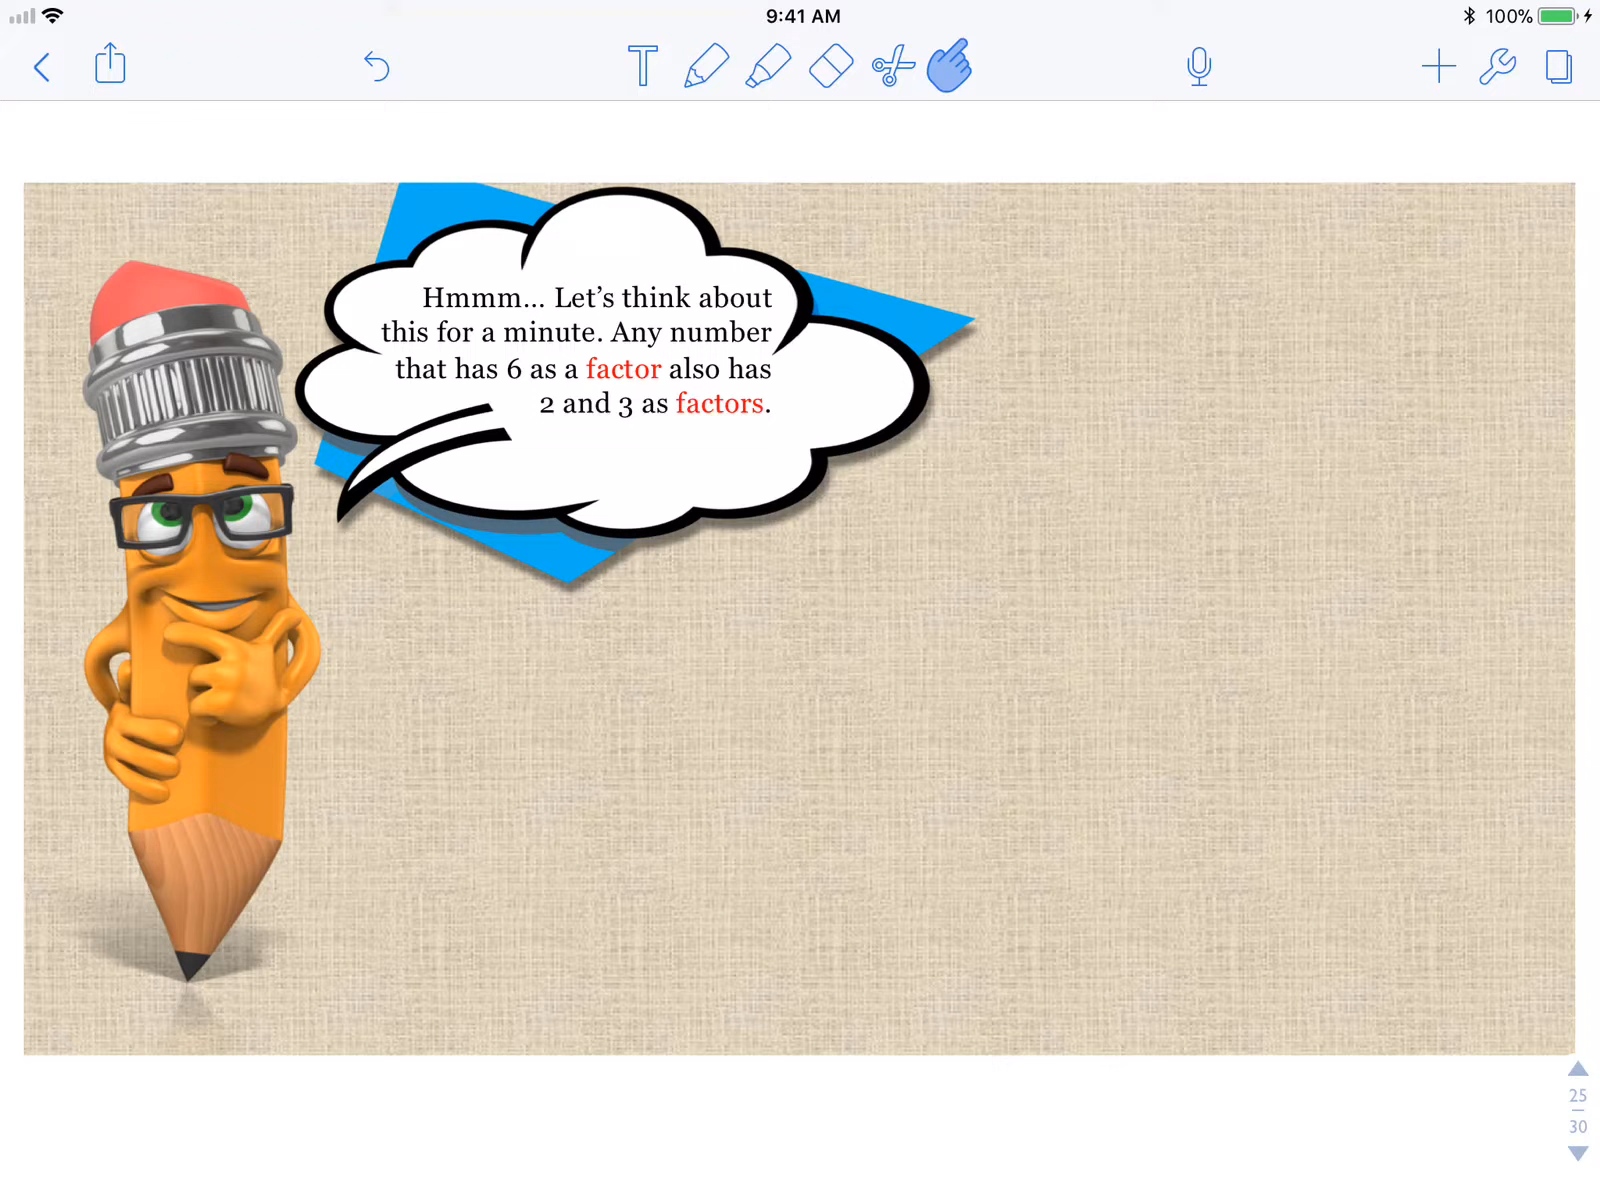 9:41 AM
100%
T
Hmmm... Let’s think about
this for a minute. Any number
that has 6 as a factor also has
2 and 3 as factors.
25
30